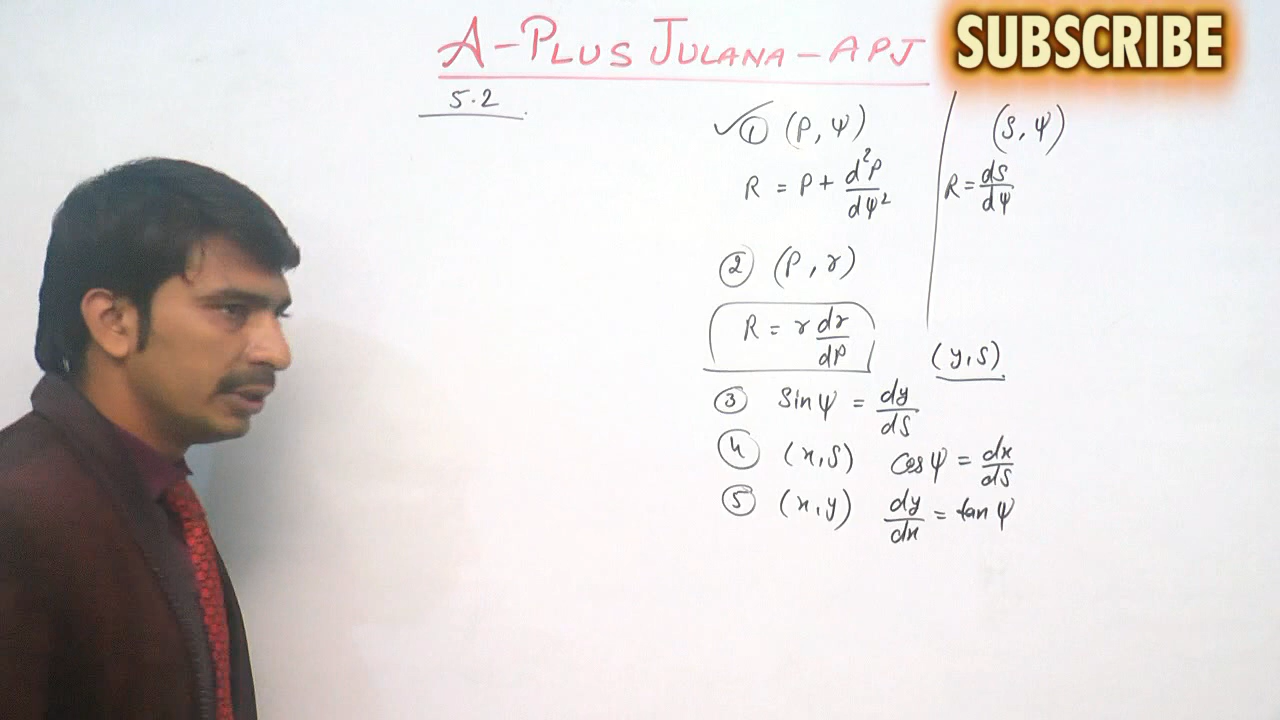 A-PLUS JULANA-APJ
SUBSCRIBE
5.2
✓① (P, ψ)
R = P + d²P/dψ²
(S, ψ)
R = dS/dψ
② (P, r)
R = r dr/dP
(y, S)
③ Sin ψ = dy/dS
④ (x, S) Cos ψ = dx/dS
⑤ (x, y) dy/dx = tan ψ